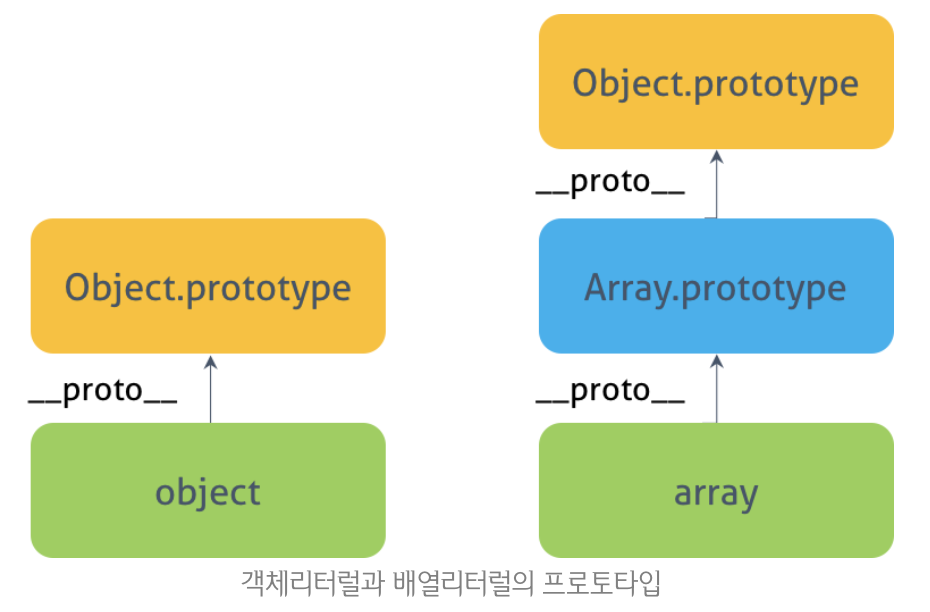 Object.prototype
__proto__
Object.prototype
Array.prototype
__proto__
__proto__
object
array
객체리터럴과 배열리터럴의 프로토타입